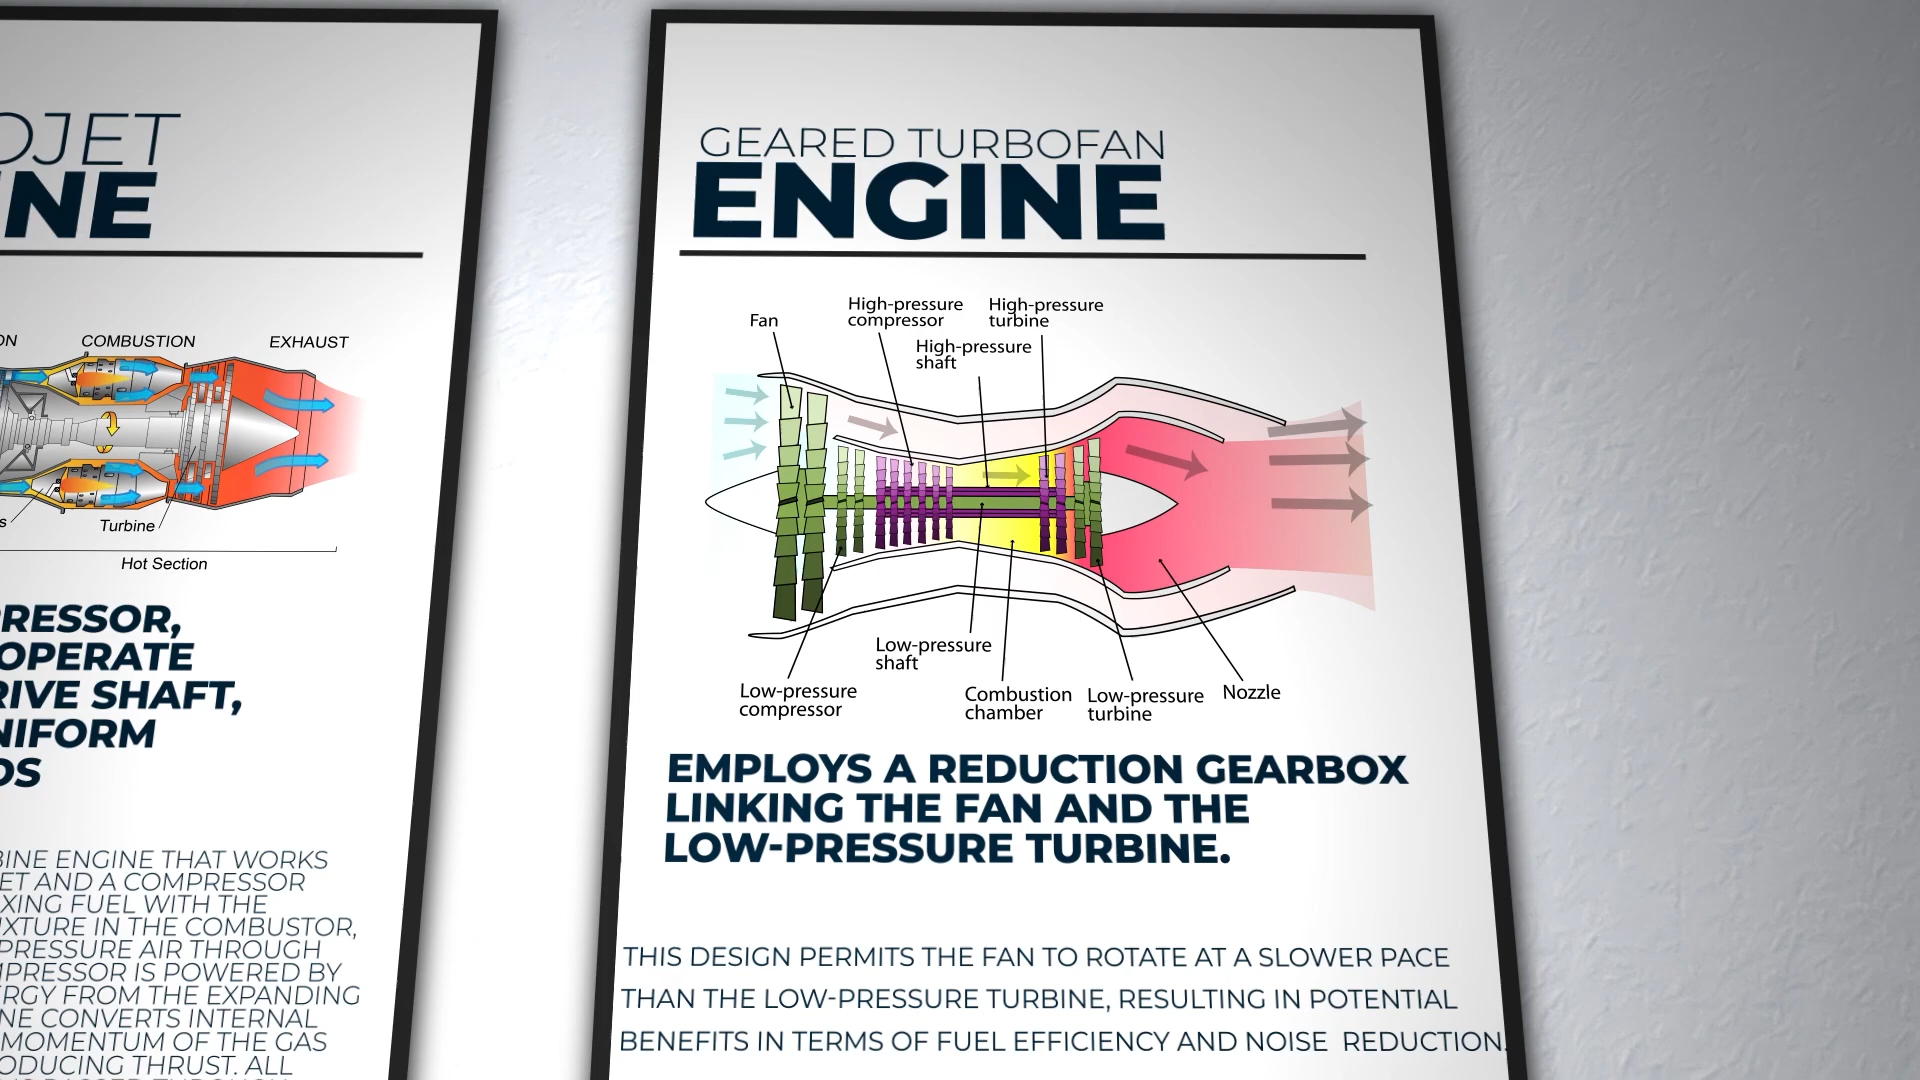 OJET
NE
COMBUSTION
EXHAUST
Turbine
Hot Section
OPERATE
RIVE SHAFT,
NIFORM
BINE ENGINE THAT WORKS
ET AND A COMPRESSOR
XING FUEL WITH THE
IXTURE IN THE COMBUSTOR,
PRESSURE AIR THROUGH
MPRESSOR IS POWERED BY
RGY FROM THE EXPANDING
NE CONVERTS INTERNAL
MOMENTUM OF THE GAS
ODUCING THRUST. ALL
GEARED TURBOFAN
ENGINE
Fan
High-pressure
compressor
High-pressure
turbine
High-pressure
shaft
Low-pressure
shaft
Low-pressure
compressor
Combustion
chamber
Low-pressure
turbine
Nozzle
EMPLOYS A REDUCTION GEARBOX
LINKING THE FAN AND THE
LOW-PRESSURE TURBINE.
THIS DESIGN PERMITS THE FAN TO ROTATE AT A SLOWER PACE
THAN THE LOW-PRESSURE TURBINE, RESULTING IN POTENTIAL
BENEFITS IN TERMS OF FUEL EFFICIENCY AND NOISE REDUCTION.